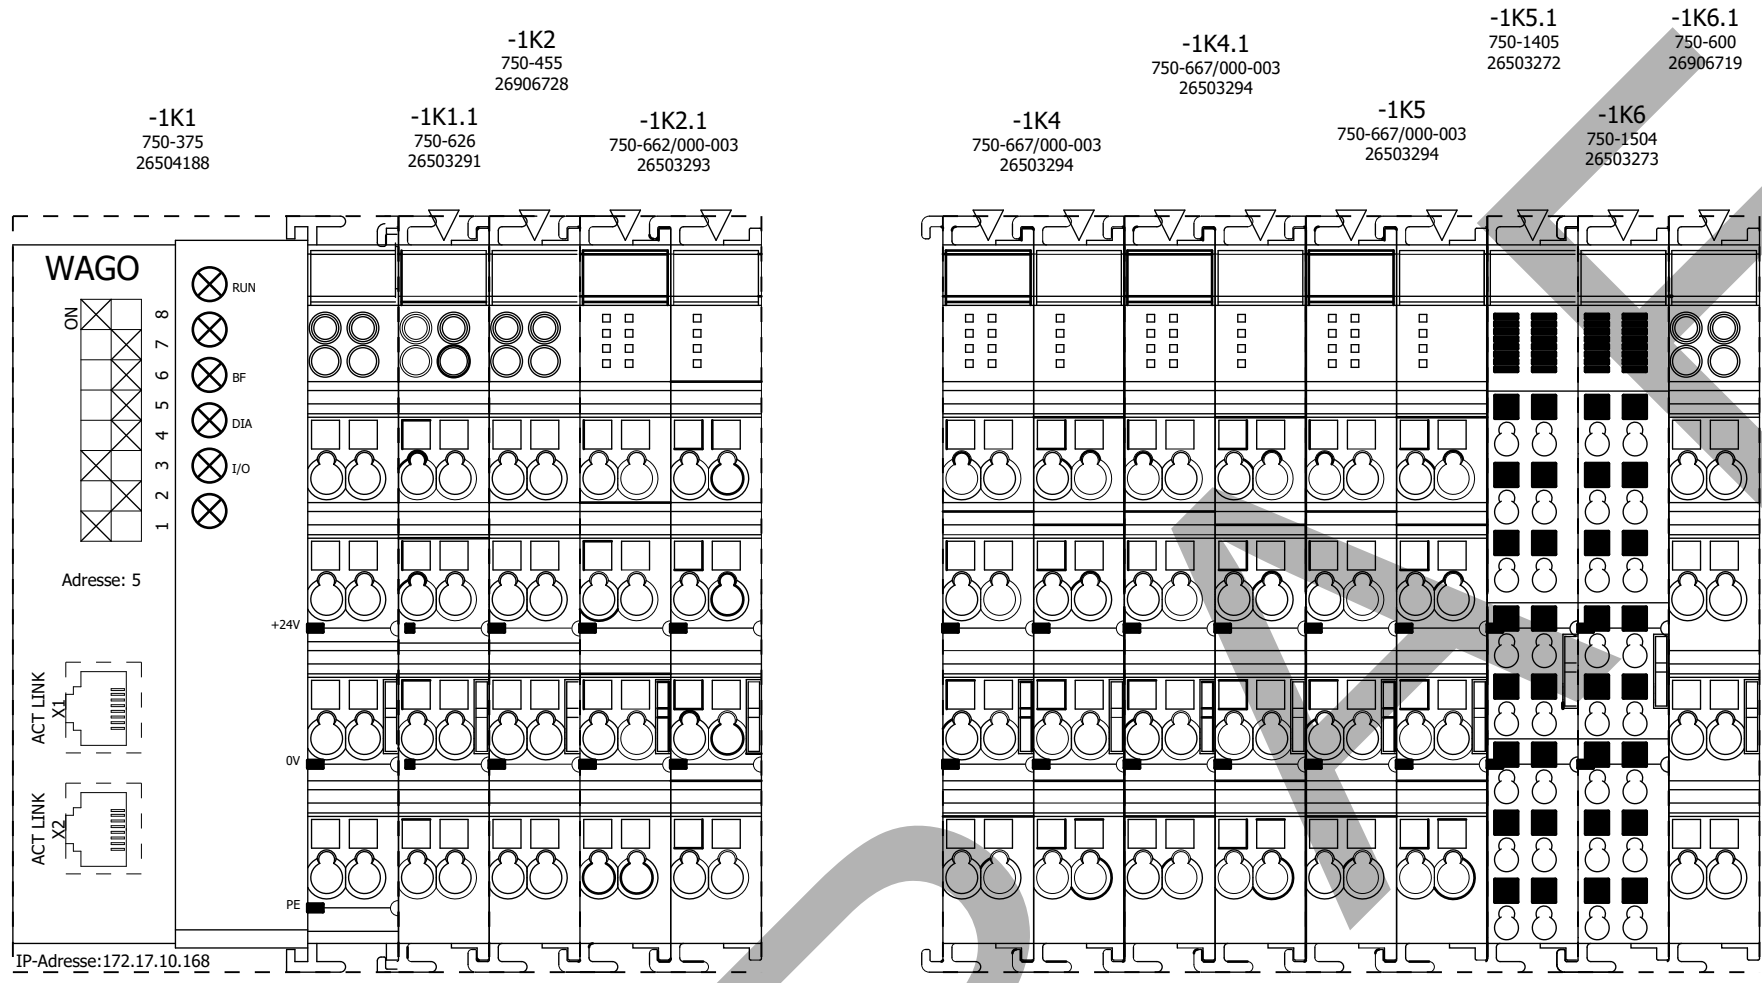 -1K1
750-375
26504188
-1K1.1
750-626
26503291
-1K2
750-455
26906728
-1K2.1
750-662/000-003
26503293
-1K4
750-667/000-003
26503294
-1K4.1
750-667/000-003
26503294
-1K5
750-667/000-003
26503294
-1K5.1
750-1405
26503272
-1K6
750-1504
26503273
-1K6.1
750-600
26906719
WAGO
ON
8
7
6
5
4
3
2
1
RUN
BF
DIA
I/O
Adresse: 5
+24V
ACT LINK
X1
0V
ACT LINK
X2
PE
IP-Adresse:172.17.10.168